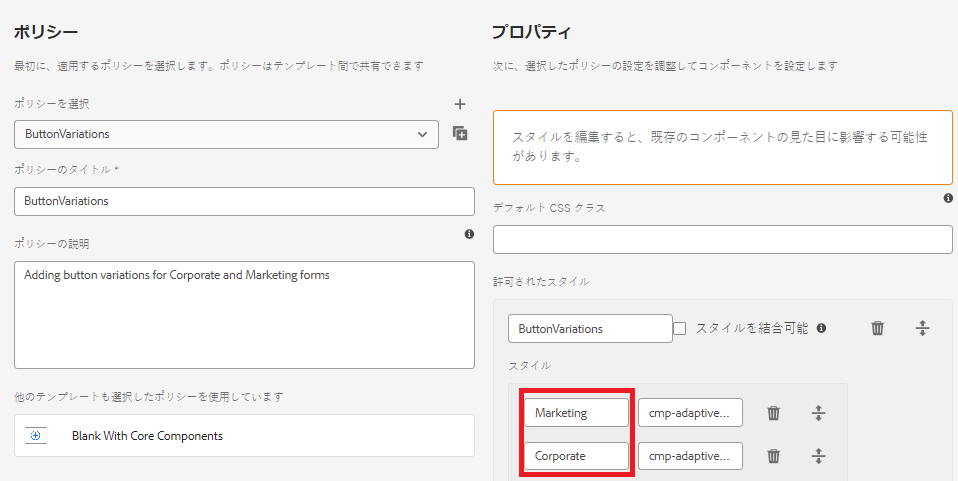 ポリシー
最初に、適用するポリシーを選択します。ポリシーはテンプレート間で共有できます
ポリシーを選択
ButtonVariations
ポリシーのタイトル *
ButtonVariations
ポリシーの説明
Adding button variations for Corporate and Marketing forms
他のテンプレートも選択したポリシーを使用しています
Blank With Core Components
プロパティ
次に、選択したポリシーの設定を調整してコンポーネントを設定します
スタイルを編集すると、既存のコンポーネントの見た目に影響する可能性
があります。
デフォルト CSS クラス
許可されたスタイル
ButtonVariations スタイルを結合可能
スタイル
Marketing cmp-adaptive...
Corporate cmp-adaptive...